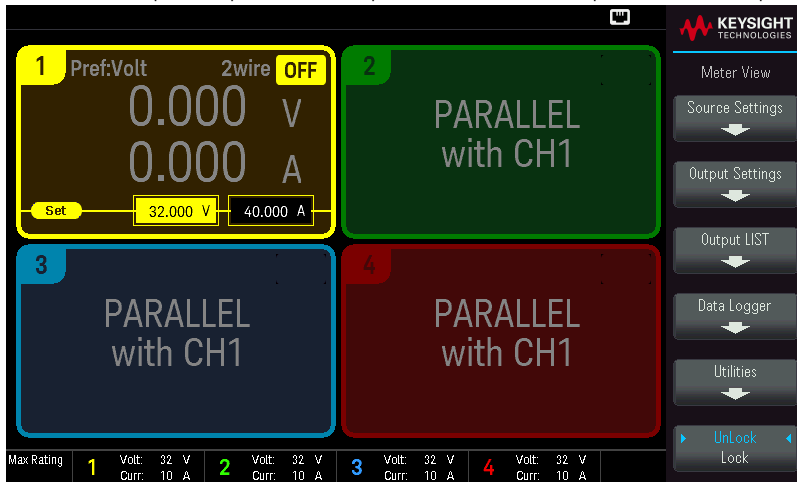 KEYSIGHT
TECHNOLOGIES
1 Pref:Volt 2wire OFF
0.000 V
0.000 A
Set 32.000 V 40.000 A
2
PARALLEL
with CH1
3
PARALLEL
with CH1
4
PARALLEL
with CH1
Meter View
Source Settings
Output Settings
Output LIST
Data Logger
Utilities
UnLock
Lock
Max Rating 1 Volt: 32 V 2 Volt: 32 V 3 Volt: 32 V 4 Volt: 32 V
Curr: 10 A Curr: 10 A Curr: 10 A Curr: 10 A